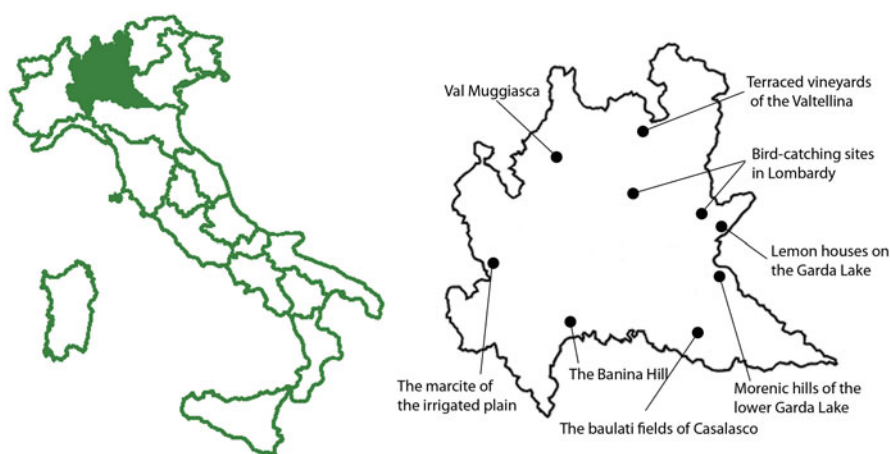 Val Muggiasca
Terraced vineyards
of the Valtellina
Bird-catching sites
in Lombardy
Lemon houses on
the Garda Lake
The marcite of
the irrigated plain
The Banina Hill
Morenic hills of the
lower Garda Lake
The baulati fields of Casalasco